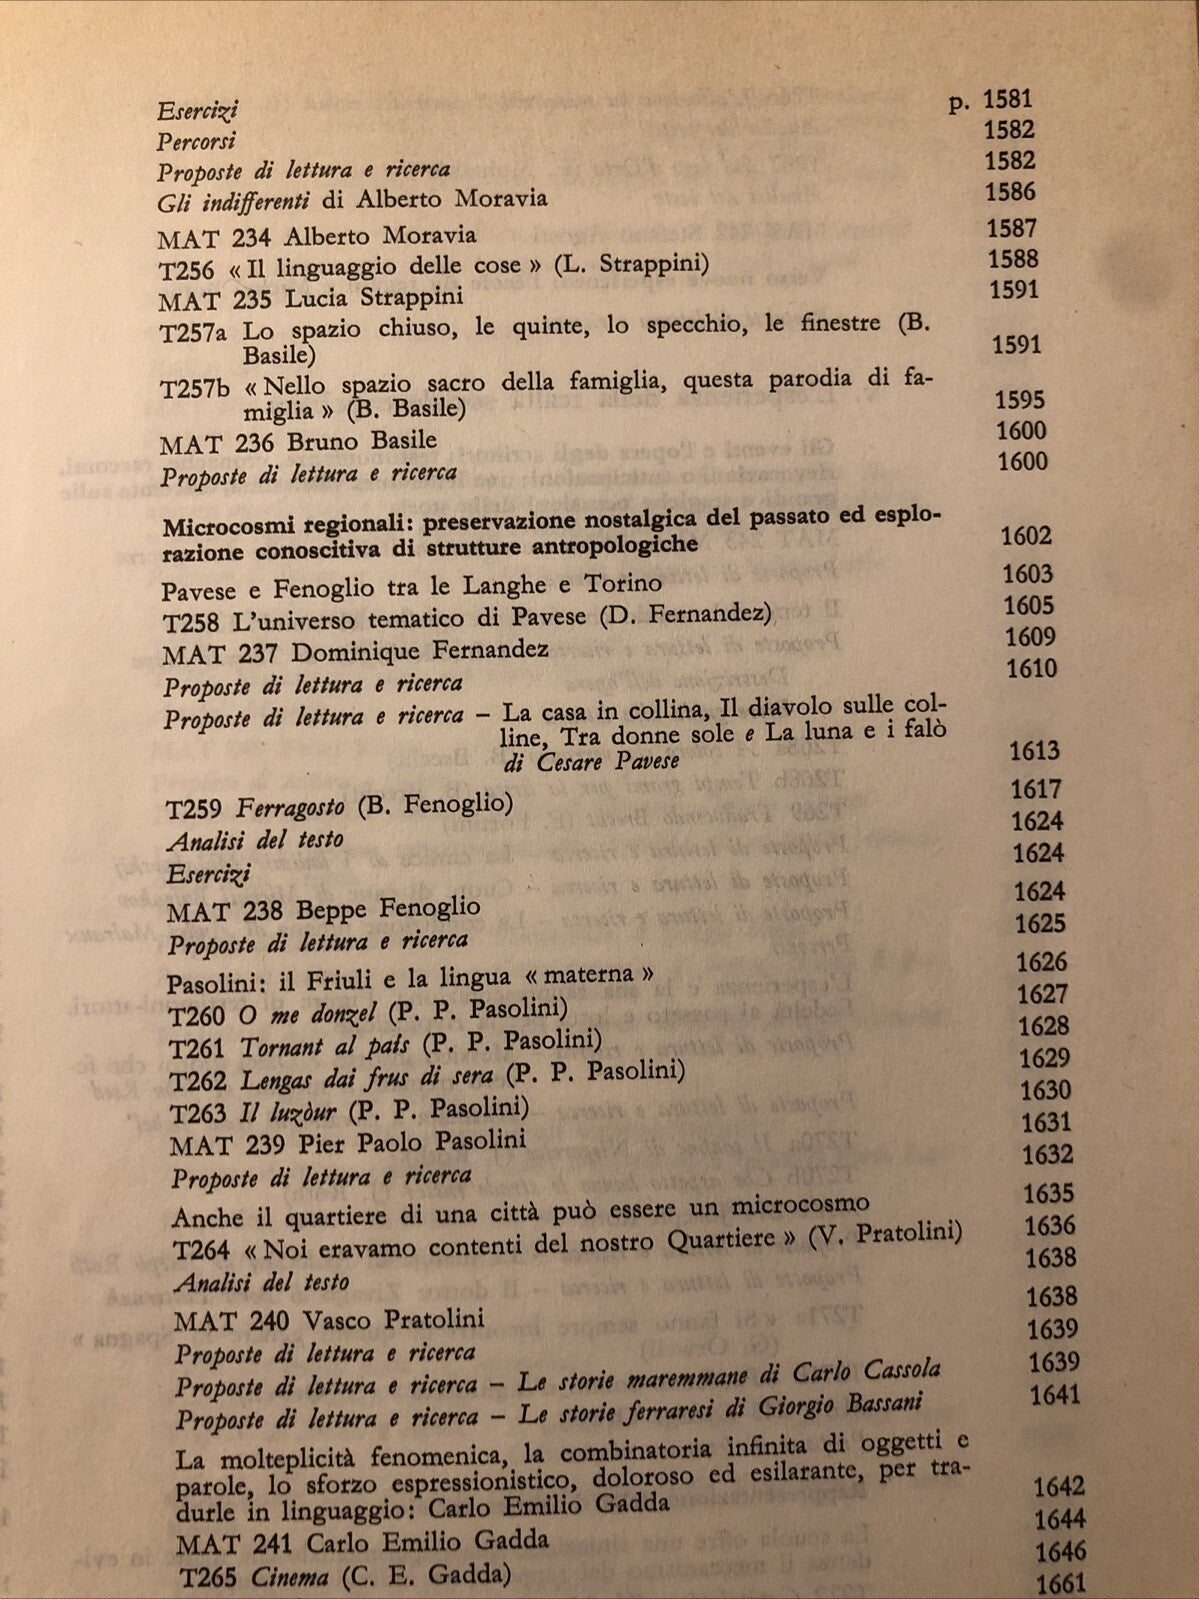 Esercizi p. 1581
Percorsi 1582
Proposte di lettura e ricerca 1582
Gli indifferenti di Alberto Moravia 1586
MAT 234 Alberto Moravia 1587
T256 « Il linguaggio delle cose » (L. Strappini) 1588
MAT 235 Lucia Strappini 1591
T257a Lo spazio chiuso, le quinte, lo specchio, le finestre (B.
Basile) 1591
T257b « Nello spazio sacro della famiglia, questa parodia di fa-
miglia » (B. Basile) 1595
MAT 236 Bruno Basile 1600
Proposte di lettura e ricerca 1600
Microcosmi regionali: preservazione nostalgica del passato ed esplo-
razione conoscitiva di strutture antropologiche 1602
Pavese e Fenoglio tra le Langhe e Torino 1603
T258 L'universo tematico di Pavese (D. Fernandez) 1605
MAT 237 Dominique Fernandez 1609
Proposte di lettura e ricerca 1610
Proposte di lettura e ricerca – La casa in collina, Il diavolo sulle col-
line, Tra donne sole e La luna e i falò
di Cesare Pavese 1613
T259 Ferragosto (B. Fenoglio) 1617
Analisi del testo 1624
Esercizi 1624
MAT 238 Beppe Fenoglio 1624
Proposte di lettura e ricerca 1625
Pasolini: il Friuli e la lingua « materna » 1626
T260 O me donzel (P. P. Pasolini) 1627
T261 Tornant al país (P. P. Pasolini) 1628
T262 Lengas dai frus di sera (P. P. Pasolini) 1629
T263 Il luzòur (P. P. Pasolini) 1630
MAT 239 Pier Paolo Pasolini 1631
Proposte di lettura e ricerca 1632
Anche il quartiere di una città può essere un microcosmo 1635
T264 « Noi eravamo contenti del nostro Quartiere » (V. Pratolini) 1636
Analisi del testo 1638
MAT 240 Vasco Pratolini 1638
Proposte di lettura e ricerca 1639
Proposte di lettura e ricerca – Le storie maremmane di Carlo Cassola 1639
Proposte di lettura e ricerca – Le storie ferraresi di Giorgio Bassani 1641
La molteplicità fenomenica, la combinatoria infinita di oggetti e
parole, lo sforzo espressionistico, doloroso ed esilarante, per tra-
durle in linguaggio: Carlo Emilio Gadda 1642
MAT 241 Carlo Emilio Gadda 1644
T265 Cinema (C. E. Gadda) 1646
1661